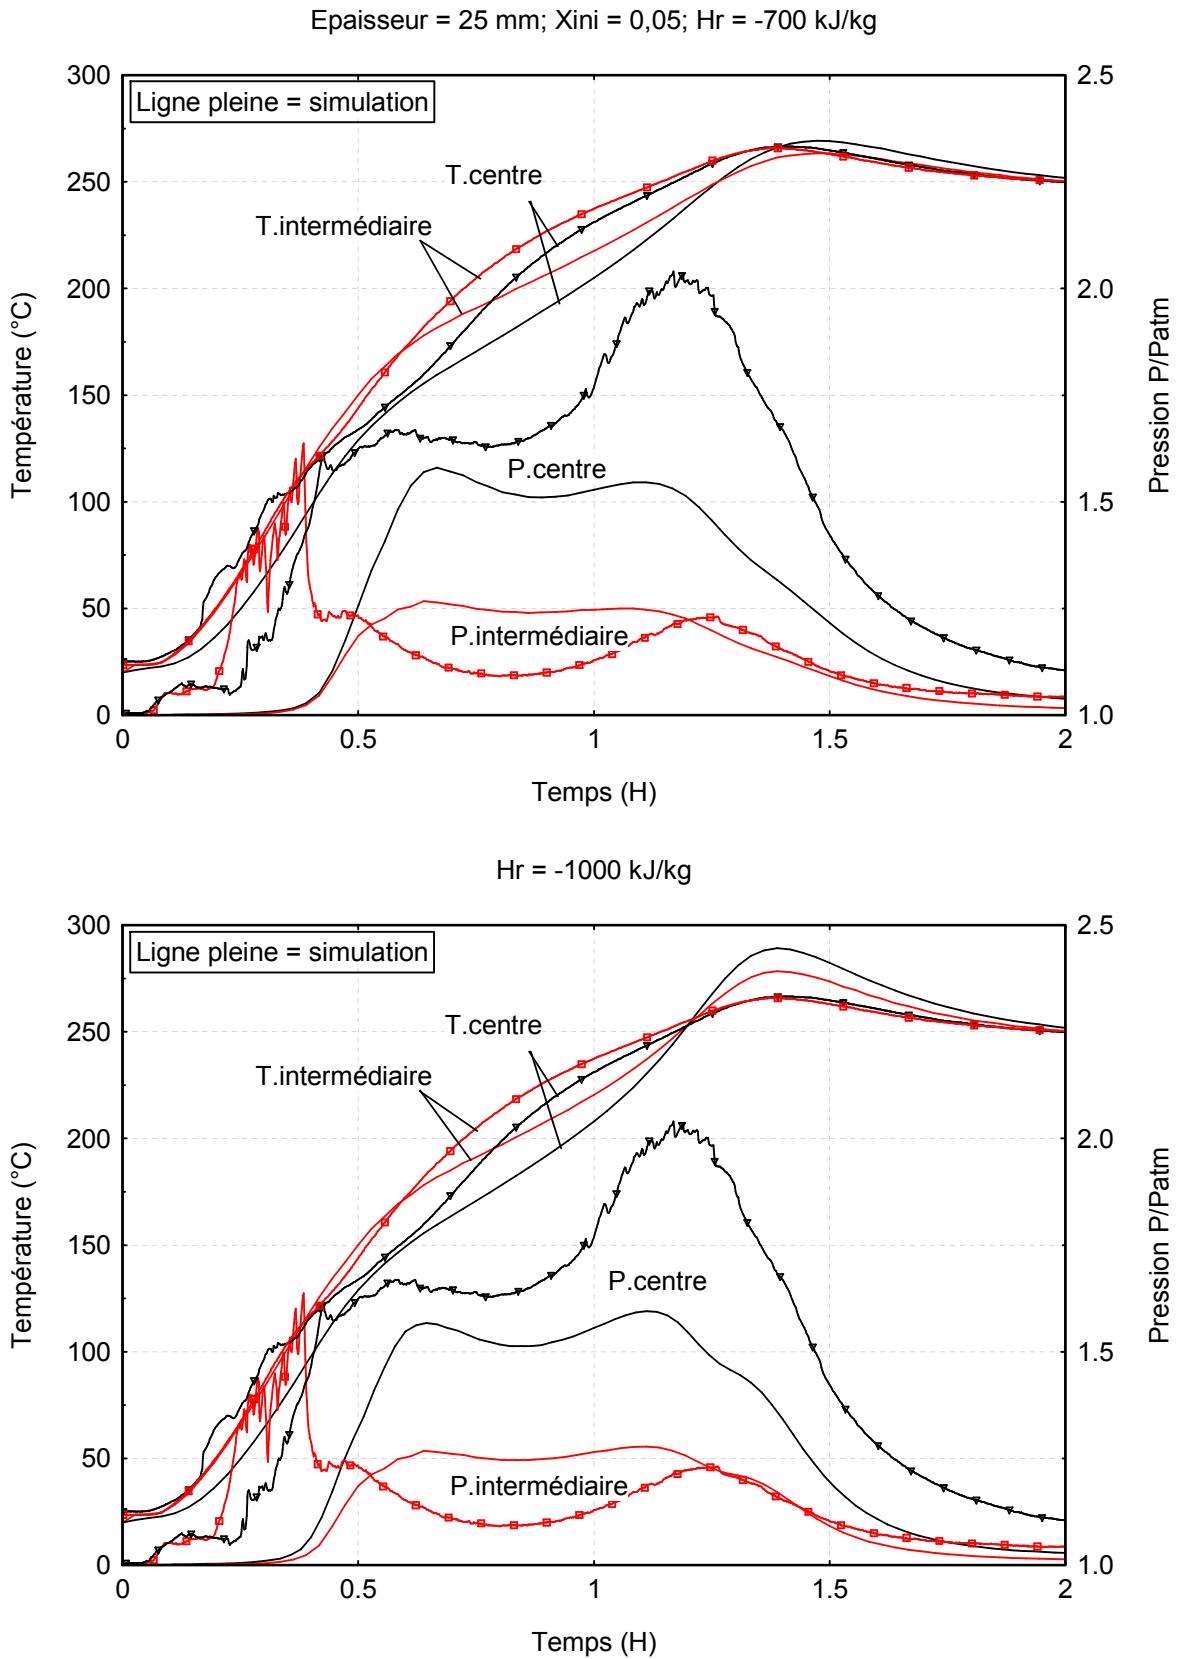 Epaisseur = 25 mm; Xini = 0,05; Hr = -700 kJ/kg
300
2.5
Ligne pleine = simulation
T.centre
250
T.intermédiaire
200
2.0
Température (°C)
Pression P/Patm
150
P.centre
100
1.5
50
P.intermédiaire
0
1.0
0
0.5
1
1.5
2
Temps (H)
Hr = -1000 kJ/kg
300
2.5
Ligne pleine = simulation
T.centre
250
T.intermédiaire
200
2.0
Température (°C)
Pression P/Patm
150
P.centre
100
1.5
50
P.intermédiaire
0
1.0
0
0.5
1
1.5
2
Temps (H)